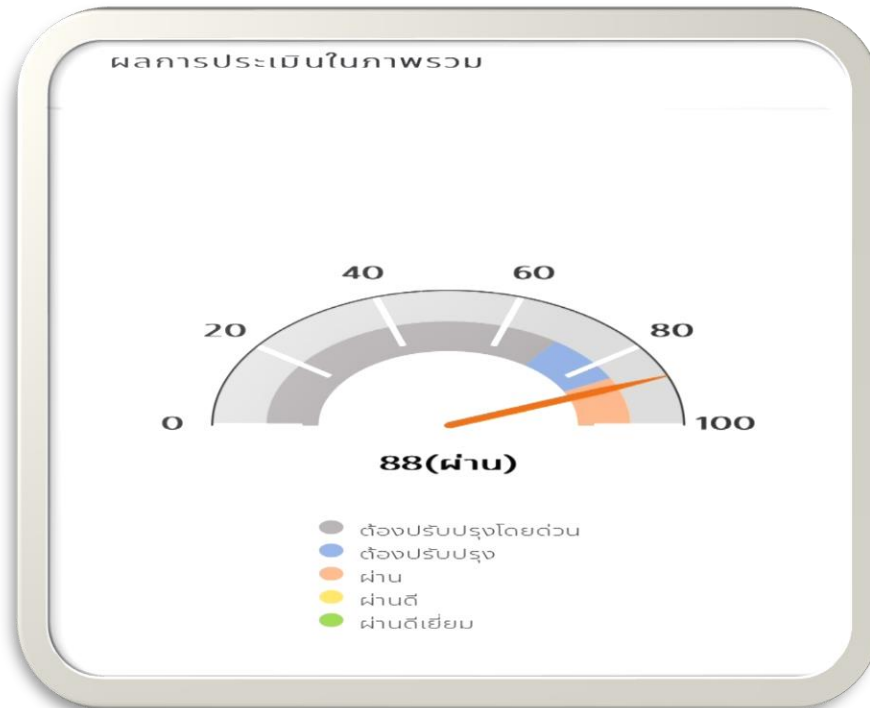 ผลการประเมินในภาพรวม
40
60
20
80
0
100
88(ผ่าน)
ต้องปรับปรุงโดยด่วน
ต้องปรับปรุง
ผ่าน
ผ่านดี
ผ่านดีเยี่ยม